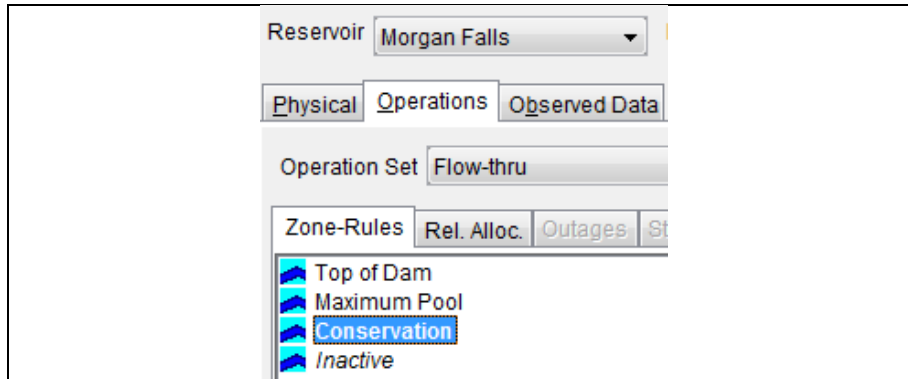 Reservoir Morgan Falls
Physical Operations Observed Data
Operation Set Flow-thru
Zone-Rules Rel. Alloc. Outages
Top of Dam
Maximum Pool
Conservation
Inactive